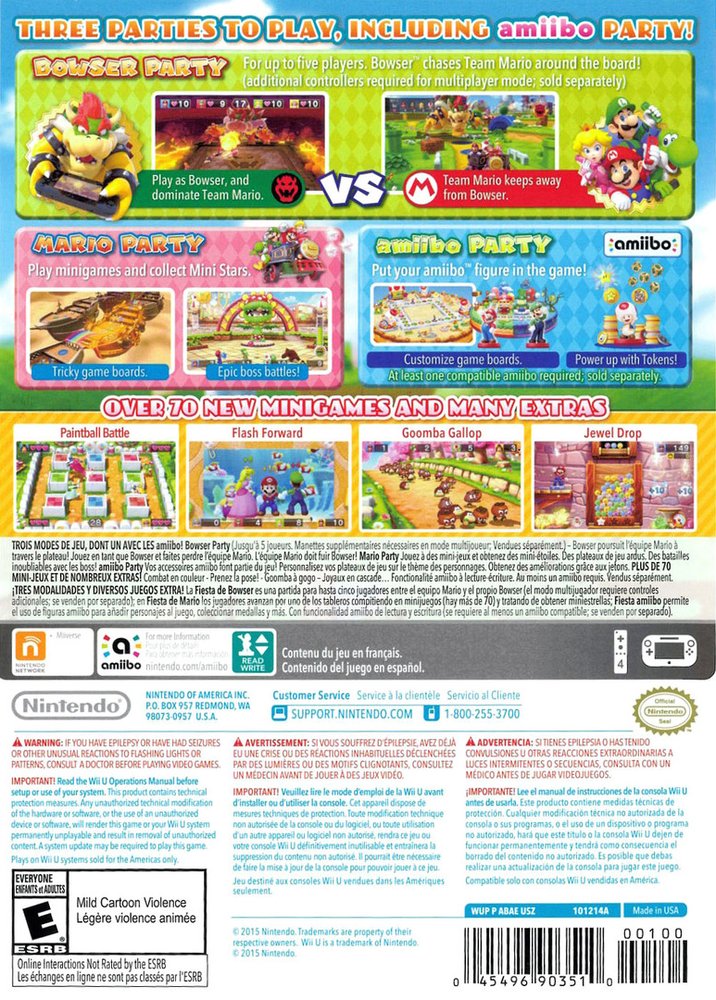 THREE PARTIES TO PLAY, INCLUDING amiibo PARTY!
BOWSER PARTY
For up to five players. Bowser™ chases Team Mario around the board!
(additional controllers required for multiplayer mode; sold separately)
Play as Bowser, and
dominate Team Mario.
VS
M
Team Mario keeps away
from Bowser.
MARIO PARTY
Play minigames and collect Mini Stars.
Tricky game boards.
Epic boss battles!
amiibo PARTY
amiibo
Put your amiibo™ figure in the game!
Customize game boards.
Power up with Tokens!
At least one compatible amiibo required; sold separately.
OVER 70 NEW MINIGAMES AND MANY EXTRAS
Paintball Battle
Flash Forward
Goomba Gallop
Jewel Drop
28
149
+10
+10
TROIS MODES DE JEU, DONT UN AVEC LES amiibo! Bowser Party (Jusqu'à 5 joueurs. Manettes supplémentaires nécessaires en mode multijoueur; Vendues séparément.) – Bowser poursuit l'équipe Mario à
travers le plateau! Jouez en tant que Bowser et faites perdre l'équipe Mario. L'équipe Mario doit fuir Bowser! Mario Party Jouez à des mini-jeux et obtenez des mini-étoiles. Des plateaux de jeu ardus. Des batailles
inoubliables avec les boss! amiibo Party Vos accessoires amiibo font partie du jeu! Personnalisez vos plateaux de jeu sur le thème des personnages. Obtenez des améliorations grâce aux jetons. PLUS DE 70
MINI-JEUX ET DE NOMBREUX EXTRAS! Combat en couleur - Prenez la pose! - Goomba à gogo – Joyaux en cascade... Fonctionalité amiibo à lecture-écriture. Au moins un amiibo requis. Vendus séparément.
¡TRES MODALIDADES Y DIVERSOS JUEGOS EXTRA! La Fiesta de Bowser es una partida para hasta cinco jugadores entre el equipo Mario y el propio Bowser (el modo multijugador requiere controles
adicionales; se venden por separado); en Fiesta de Mario los jugadores avanzan por uno de los tableros compitiendo en minijuegos (hay más de 70) y tratando de obtener miniestrellas; Fiesta amiibo permite
el uso de figuras amiibo para añadir personajes al juego, coleccionar medallas y más. Con funcionalidad amiibo de lectura y escritura (se requiere al menos un amiibo compatible; se venden por separado).
NINTENDO
NETWORK
• Miiverse
amiibo
For more Information
Pour plus de détails
Para obtener más información
nintendo.com/amiibo
READ
WRITE
Contenu du jeu en français.
Contenido del juego en español.
4
Nintendo
NINTENDO OF AMERICA INC.
P.O. BOX 957 REDMOND, WA
98073-0957 U.S.A.
Customer Service Service à la clientèle Servicio al Cliente
SUPPORT.NINTENDO.COM 1-800-255-3700
Official
Nintendo
Seal
WARNING: IF YOU HAVE EPILEPSY OR HAVE HAD SEIZURES
OR OTHER UNUSUAL REACTIONS TO FLASHING LIGHTS OR
PATTERNS, CONSULT A DOCTOR BEFORE PLAYING VIDEO GAMES.
IMPORTANT! Read the Wii U Operations Manual before
setup or use of your system. This product contains technical
protection measures. Any unauthorized technical modification
of the hardware or software, or the use of an unauthorized
device or software, will render this game or your Wii U system
permanently unplayable and result in removal of unauthorized
content. A system update may be required to play this game.
Plays on Wii U systems sold for the Americas only.
AVERTISSEMENT: SI VOUS SOUFFREZ D'ÉPILEPSIE, AVEZ DÉJÀ
EU UNE CRISE OU DES RÉACTIONS INHABITUELLES DÉCLENCHÉES
PAR DES LUMIÈRES OU DES MOTIFS CLIGNOTANTS, CONSULTEZ
UN MÉDECIN AVANT DE JOUER À DES JEUX VIDÉO.
IMPORTANT! Veuillez lire le mode d'emploi de la Wii U avant
d'installer ou d'utiliser la console. Cet appareil dispose de
mesures techniques de protection. Toute modification technique
non autorisée de la console ou du logiciel, ou toute utilisation
d'un autre appareil ou logiciel non autorisé, rendra ce jeu ou
votre console Wii U définitivement inutilisable et entraînera la
suppression du contenu non autorisé. Il pourrait être nécessaire
de faire la mise à jour de la console pour pouvoir jouer à ce jeu.
Jeu destiné aux consoles Wii U vendues dans les Amériques
seulement.
ADVERTENCIA: SI TIENES EPILEPSIA O HAS TENIDO
CONVULSIONES U OTRAS REACCIONES EXTRAORDINARIAS A
LUCES INTERMITENTES O SECUENCIAS, CONSULTA CON UN
MÉDICO ANTES DE JUGAR VIDEOJUEGOS.
¡IMPORTANTE! Lee el manual de instrucciones de la consola Wii U
antes de usarla. Este producto contiene medidas técnicas de
protección. Cualquier modificación técnica no autorizada de la
consola o sus programas, o el uso de un dispositivo o programa
no autorizado, hará que este título o la consola Wii U dejen de
funcionar permanentemente y tendrá como consecuencia el
borrado del contenido no autorizado. Es posible que debas
realizar una actualización de la consola para jugar este juego.
Compatible solo con consolas Wii U vendidas en América.
EVERYONE
ENFANTS et ADULTES
E
ESRB
Mild Cartoon Violence
Légère violence animée
Online Interactions Not Rated by the ESRB
Les échanges en ligne ne sont pas classés par l'ESRB
© 2015 Nintendo. Trademarks are property of their
respective owners. Wii U is a trademark of Nintendo.
© 2015 Nintendo.
WUP P ABAE USZ 101214A Made in USA
00100
0 45496 90351 0